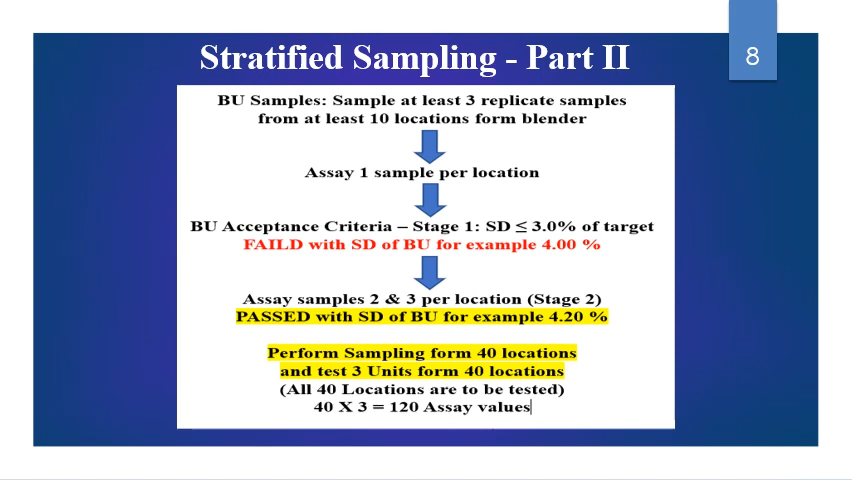 Stratified Sampling - Part II
8
BU Samples: Sample at least 3 replicate samples
from at least 10 locations form blender
Assay 1 sample per location
BU Acceptance Criteria – Stage 1: SD ≤ 3.0% of target
FAILD with SD of BU for example 4.00 %
Assay samples 2 & 3 per location (Stage 2)
PASSED with SD of BU for example 4.20 %
Perform Sampling form 40 locations
and test 3 Units form 40 locations
(All 40 Locations are to be tested)
40 X 3 = 120 Assay values